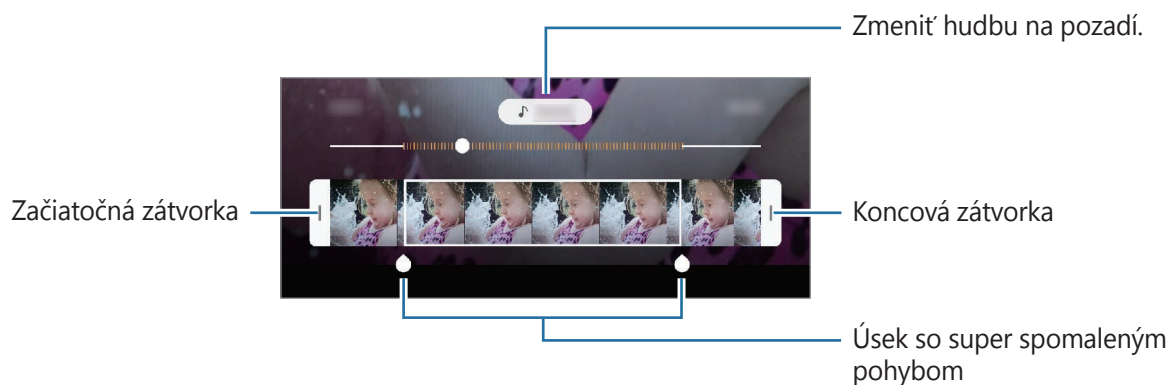 Zmeniť hudbu na pozadí.
Začiatočná zátvorka
Koncová zátvorka
Úsek so super spomaleným
pohybom